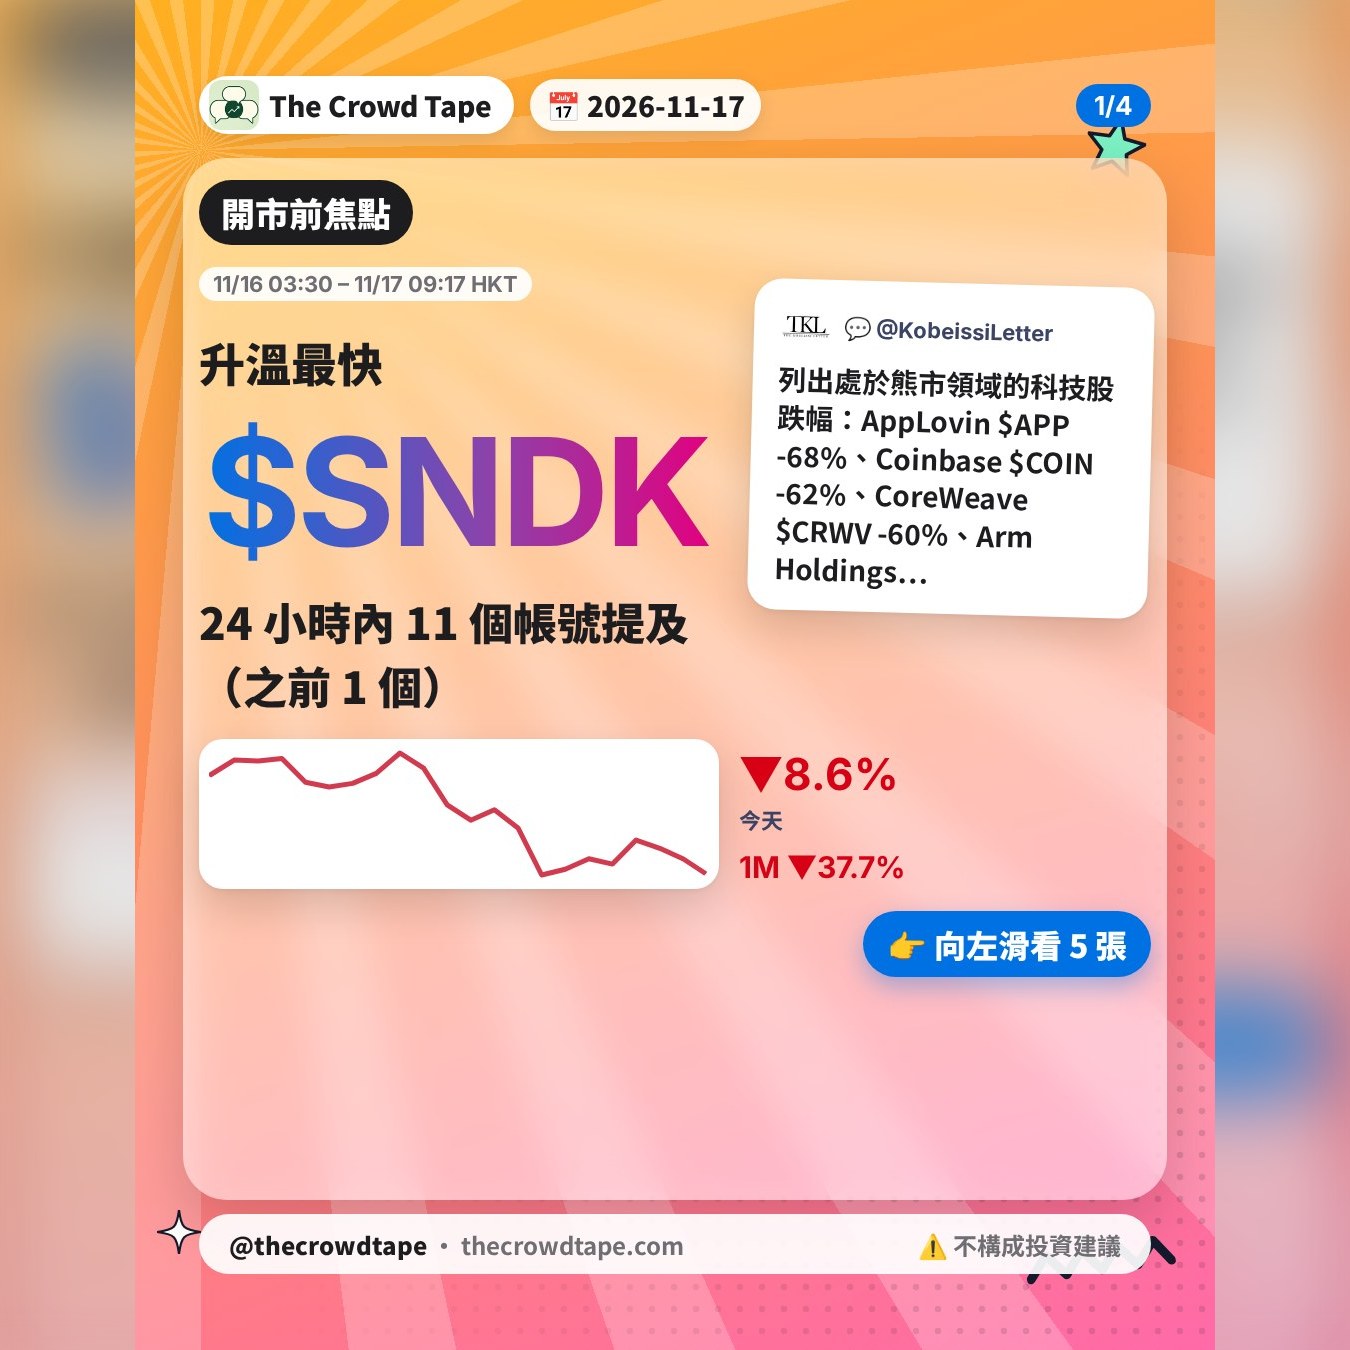 The Crowd Tape
July 17 2026-11-17
1/4
開市前焦點
11/16 03:30 – 11/17 09:17 HKT
升溫最快
$SNDK
24 小時內 11 個帳號提及
（之前 1 個）
TKL 💬 @KobeissiLetter
列出處於熊市領域的科技股
跌幅：AppLovin $APP
-68%、Coinbase $COIN
-62%、CoreWeave
$CRWV -60%、Arm
Holdings...
▼8.6%
今天
1M ▼37.7%
👉 向左滑看 5 張
@thecrowdtape • thecrowdtape.com
⚠️ 不構成投資建議